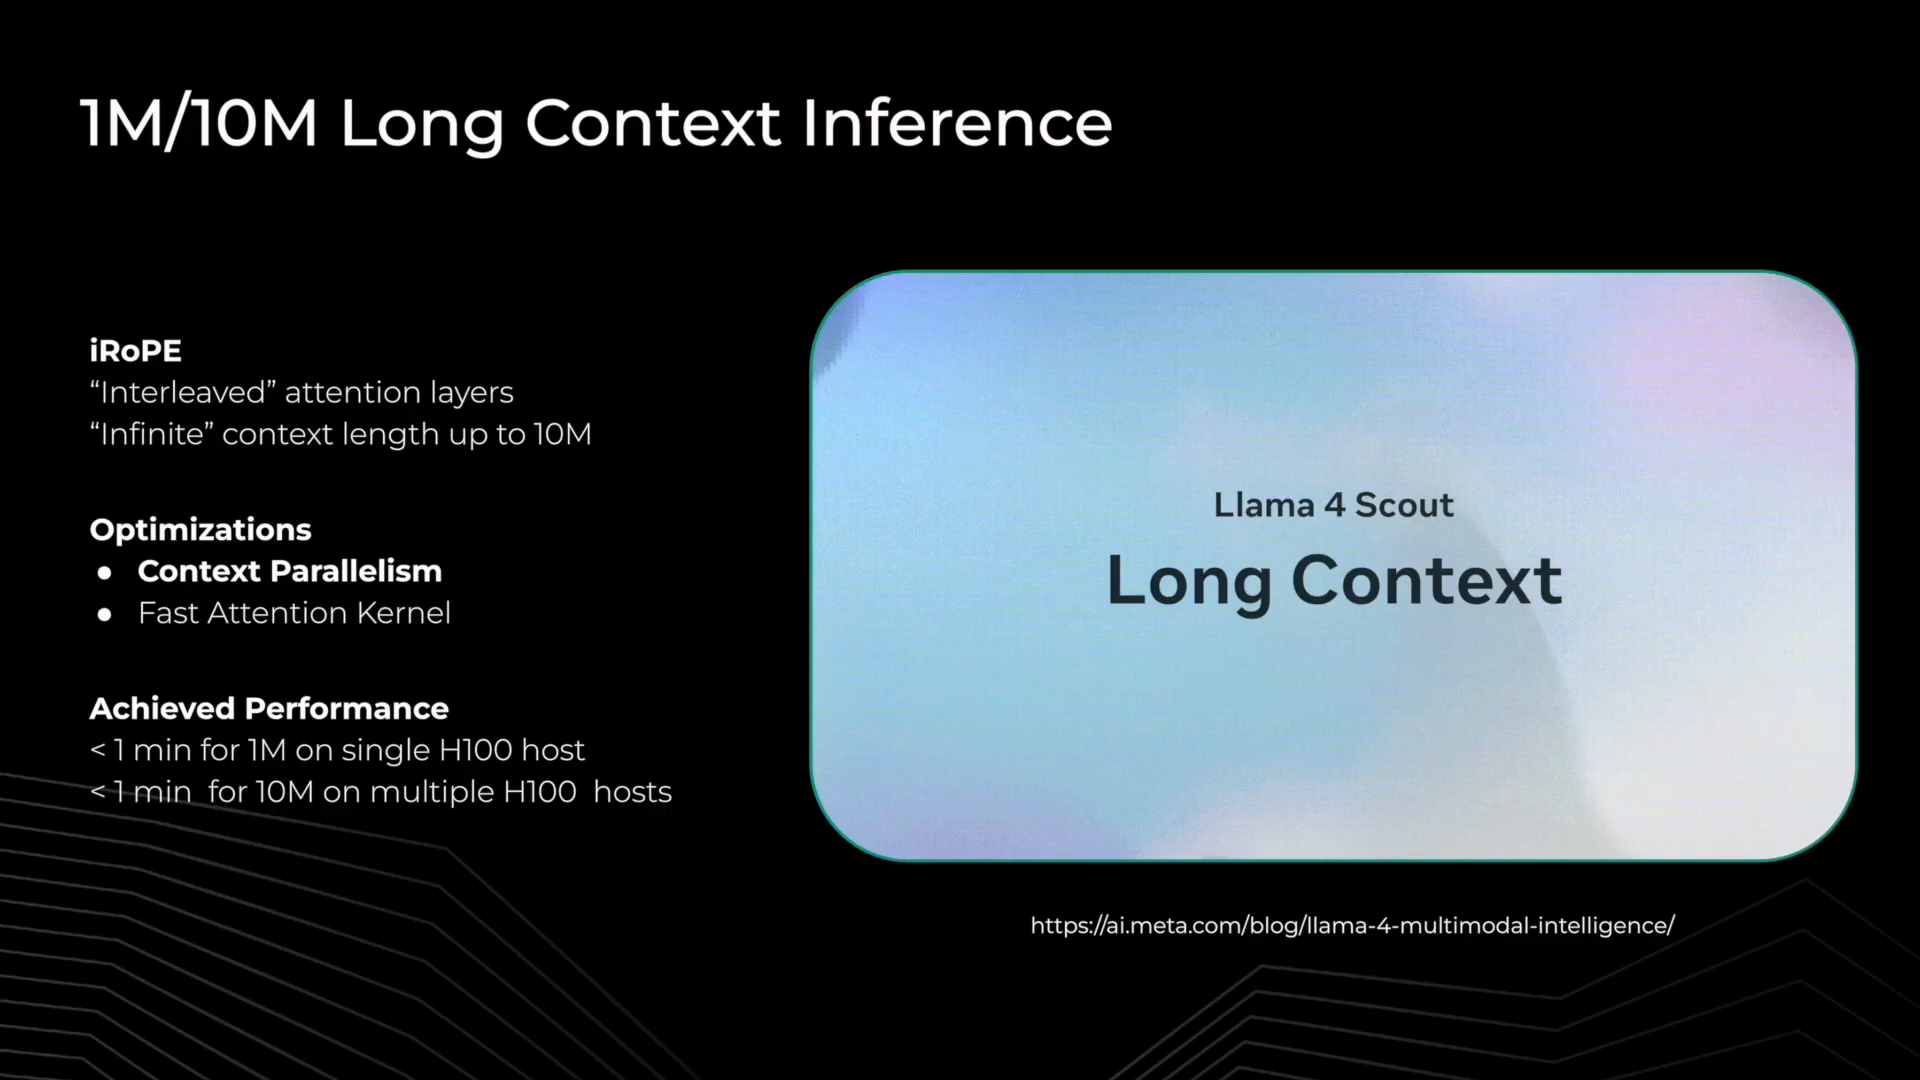 1M/10M Long Context Inference
iRoPE
“Interleaved” attention layers
“Infinite” context length up to 10M
Optimizations
● Context Parallelism
● Fast Attention Kernel
Achieved Performance
< 1 min for 1M on single H100 host
< 1 min for 10M on multiple H100 hosts
Llama 4 Scout
Long Context
https://ai.meta.com/blog/llama-4-multimodal-intelligence/